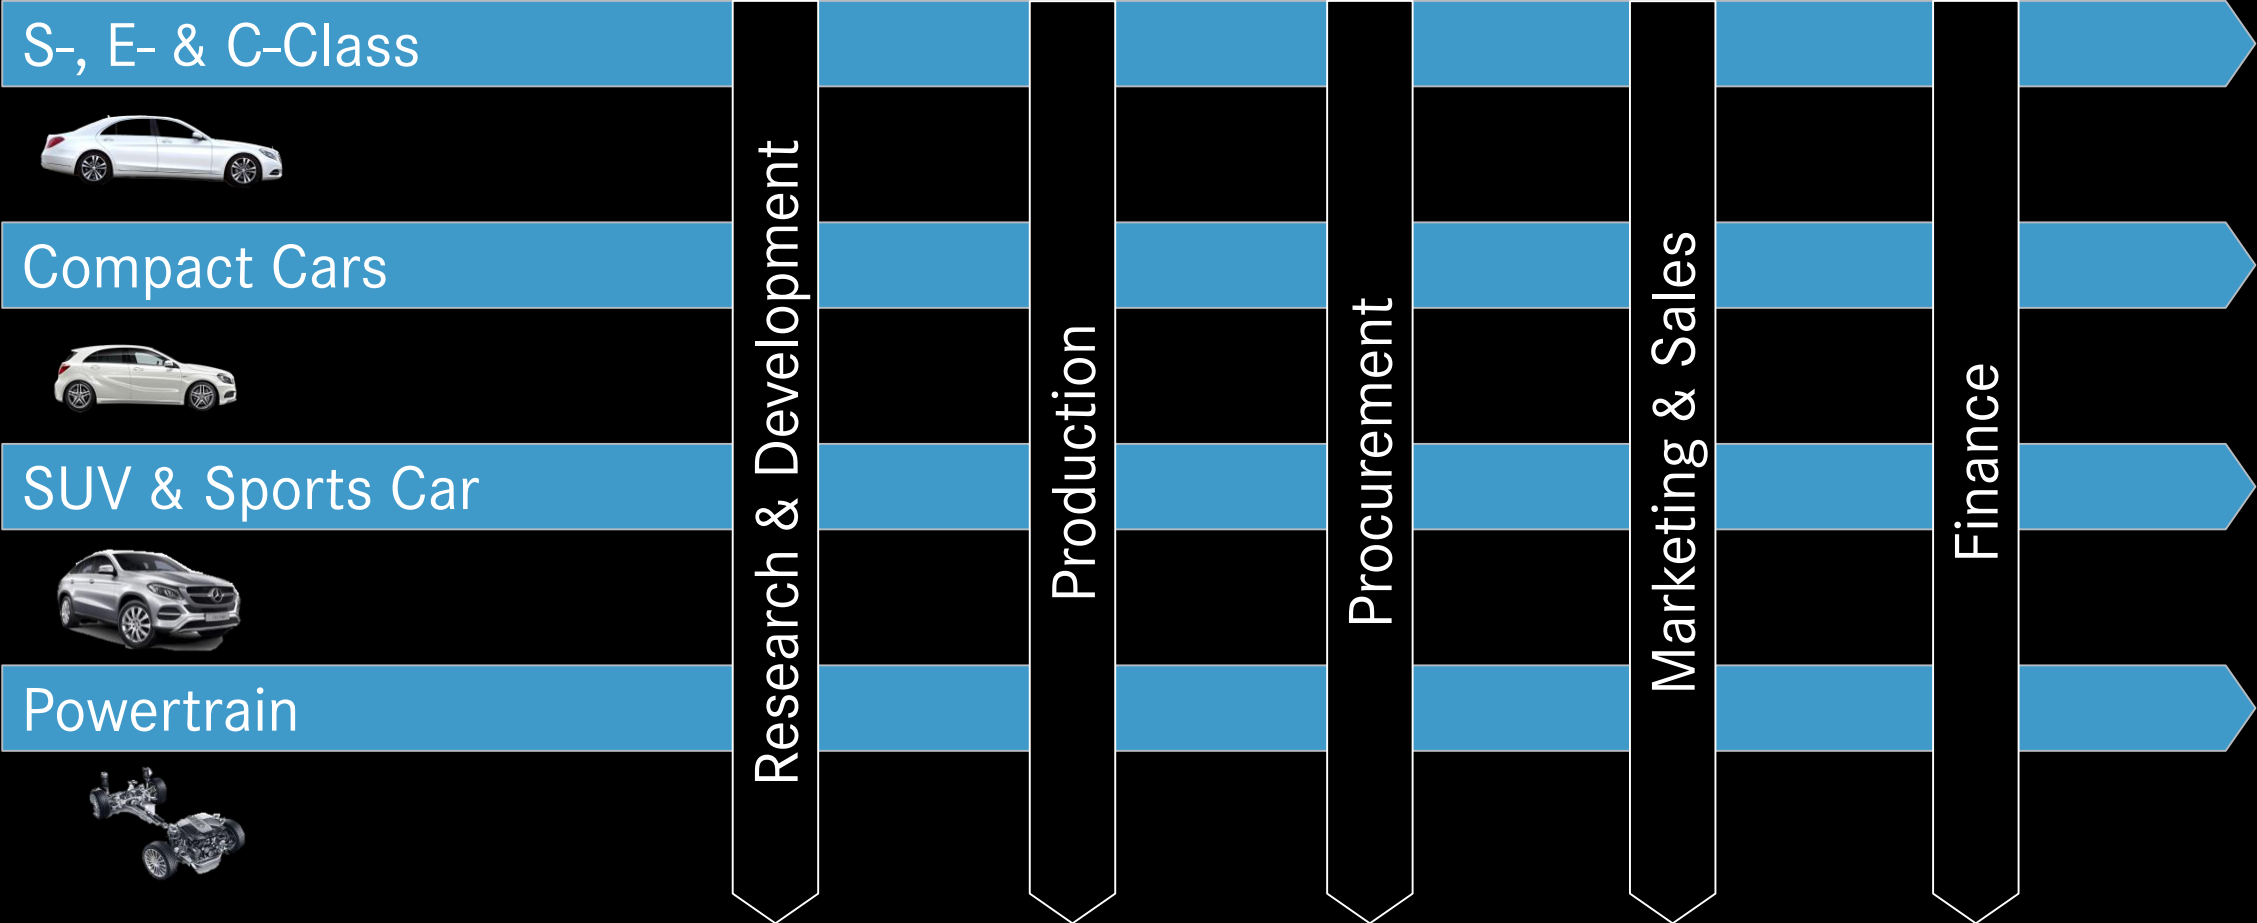 S-, E- & C-Class
Compact Cars
SUV & Sports Car
Powertrain
Research & Development
Production
Procurement
Marketing & Sales
Finance